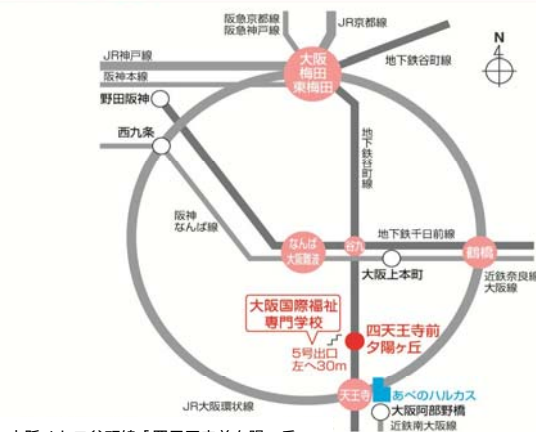 阪急京都線
阪急神戸線
JR京都線
N
JR神戸線
阪神本線
大阪
梅田
東梅田
地下鉄谷町線
野田阪神
西九条
地下鉄谷町線
阪神
なんば線
地下鉄千日前線
なんば
大阪難波
谷九
鶴橋
大阪上本町
近鉄奈良線
大阪線
大阪国際福祉
専門学校
四天王寺前
夕陽ヶ丘
5号出口
左へ30m
天王寺
あべのハルカス
JR大阪環状線
大阪阿部野橋
近鉄南大阪線